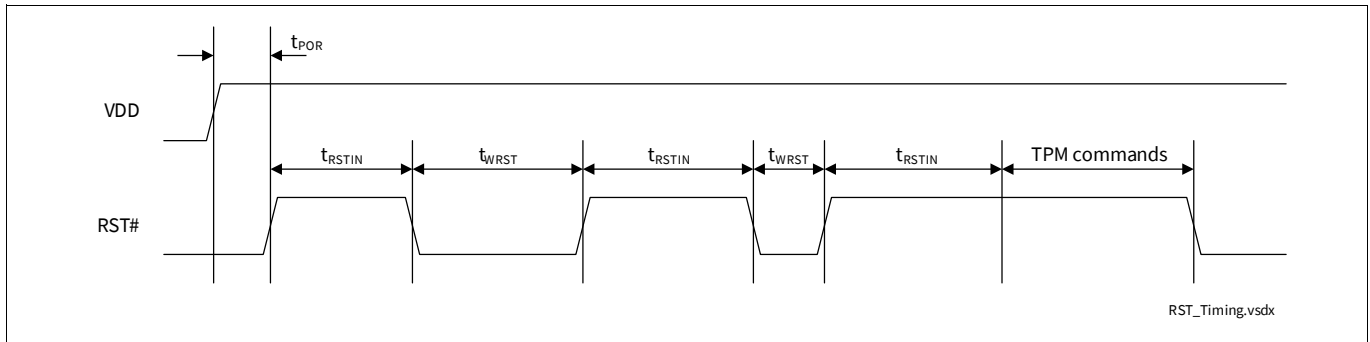 tPOR
VDD
tRSTIN tWRST tRSTIN tWRST tRSTIN TPM commands
RST#
RST_Timing.vsdx